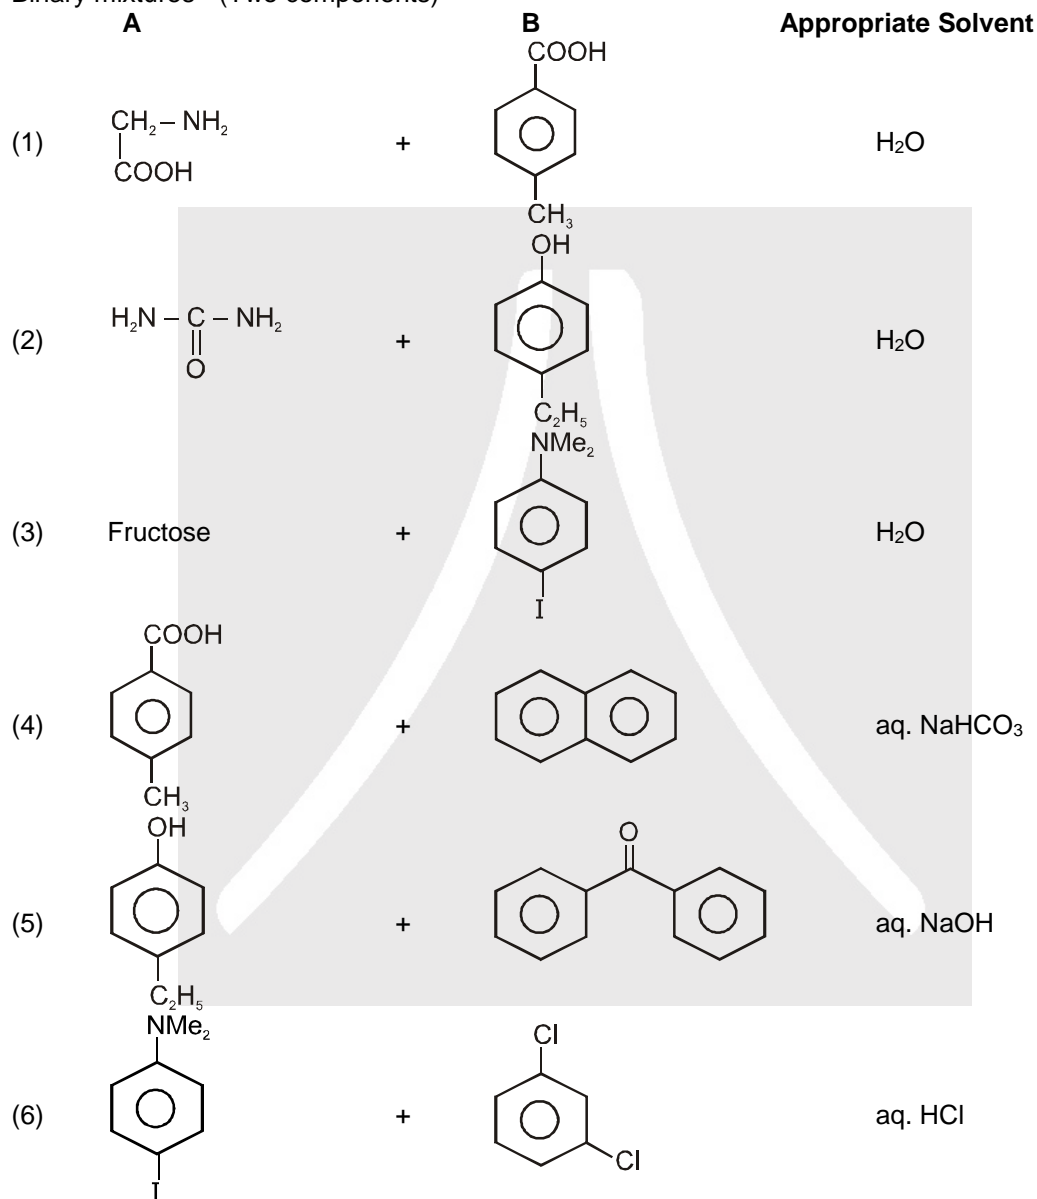 Binary mixtures (Two components)
A B Appropriate Solvent
(1) CH₂ – NH₂ COOH + COOH CH₃ H₂O
(2) H₂N – C – NH₂ O + OH C₂H₅ H₂O
(3) Fructose + NMe₂ I H₂O
(4) COOH CH₃ + aq. NaHCO₃
(5) OH C₂H₅ + O aq. NaOH
(6) NMe₂ I + Cl Cl aq. HCl